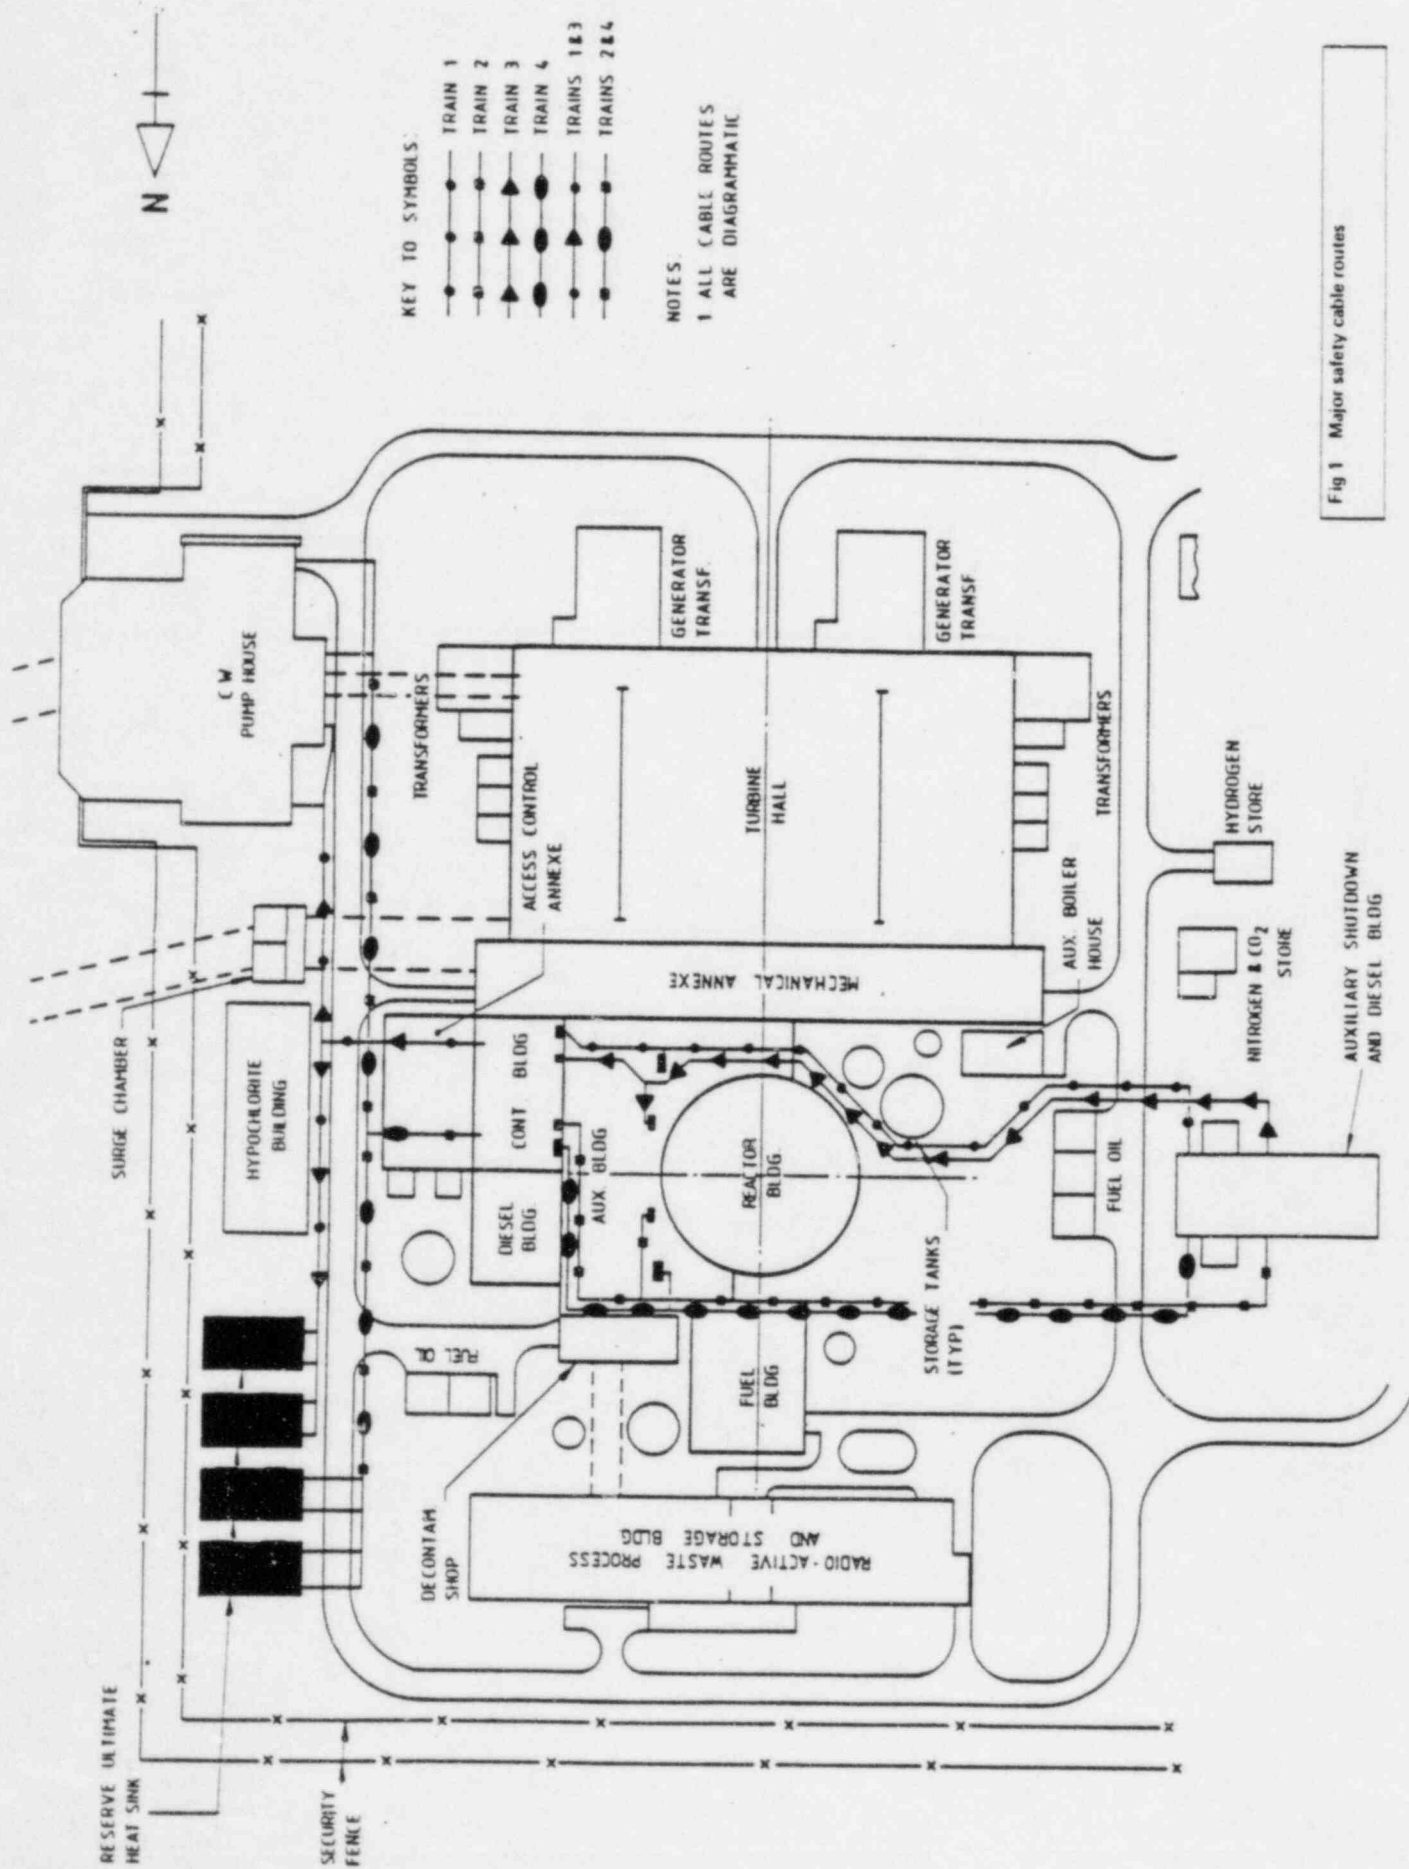 N
KEY TO SYMBOLS:
TRAIN 1
TRAIN 2
TRAIN 3
TRAIN 4
TRAINS 1&3
TRAINS 2&4
NOTES:
1 ALL CABLE ROUTES
ARE DIAGRAMMATIC
RESERVE ULTIMATE
HEAT SINK
SECURITY
FENCE
SURGE CHAMBER
HYPOCHLORITE
BUILDING
C W
PUMP HOUSE
TRANSFORMERS
ACCESS CONTROL
ANNEXE
GENERATOR
TRANSF.
GENERATOR
TRANSF
TURBINE
HALL
MECHANICAL ANNEXE
CONT BLDG
DIESEL
BLDG
AUX BLDG
REACTOR
BLDG.
FUEL OIL
DECONTAM
SHOP
FUEL
BLDG
RADIO-ACTIVE WASTE PROCESS
AND STORAGE BLDG
STORAGE TANKS
(TYP)
FUEL OIL
AUX BOILER
HOUSE
TRANSFORMERS
HYDROGEN
STORE
NITROGEN & CO2
STORE
AUXILIARY SHUTDOWN
AND DIESEL BLDG
Fig 1 Major safety cable routes